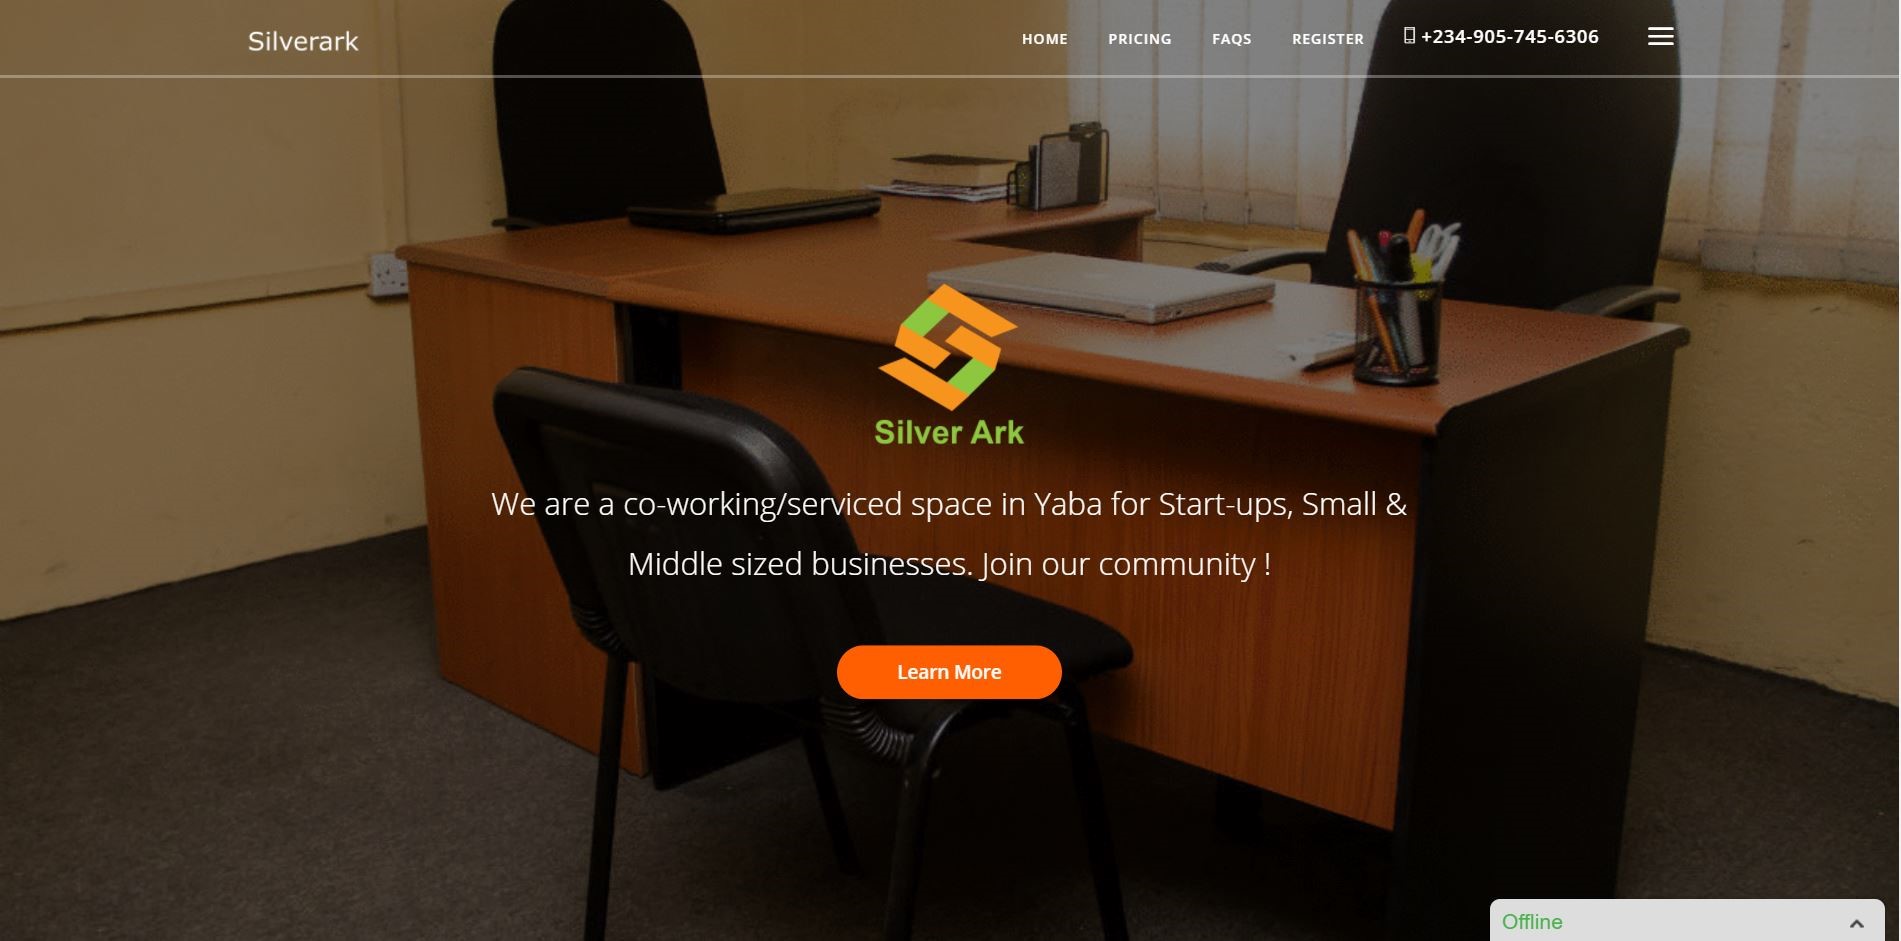 Silverark
HOME
PRICING
FAQS
REGISTER
+234-905-745-6306
Silver Ark
We are a co-working/serviced space in Yaba for Start-ups, Small &
Middle sized businesses. Join our community !
Learn More
Offline